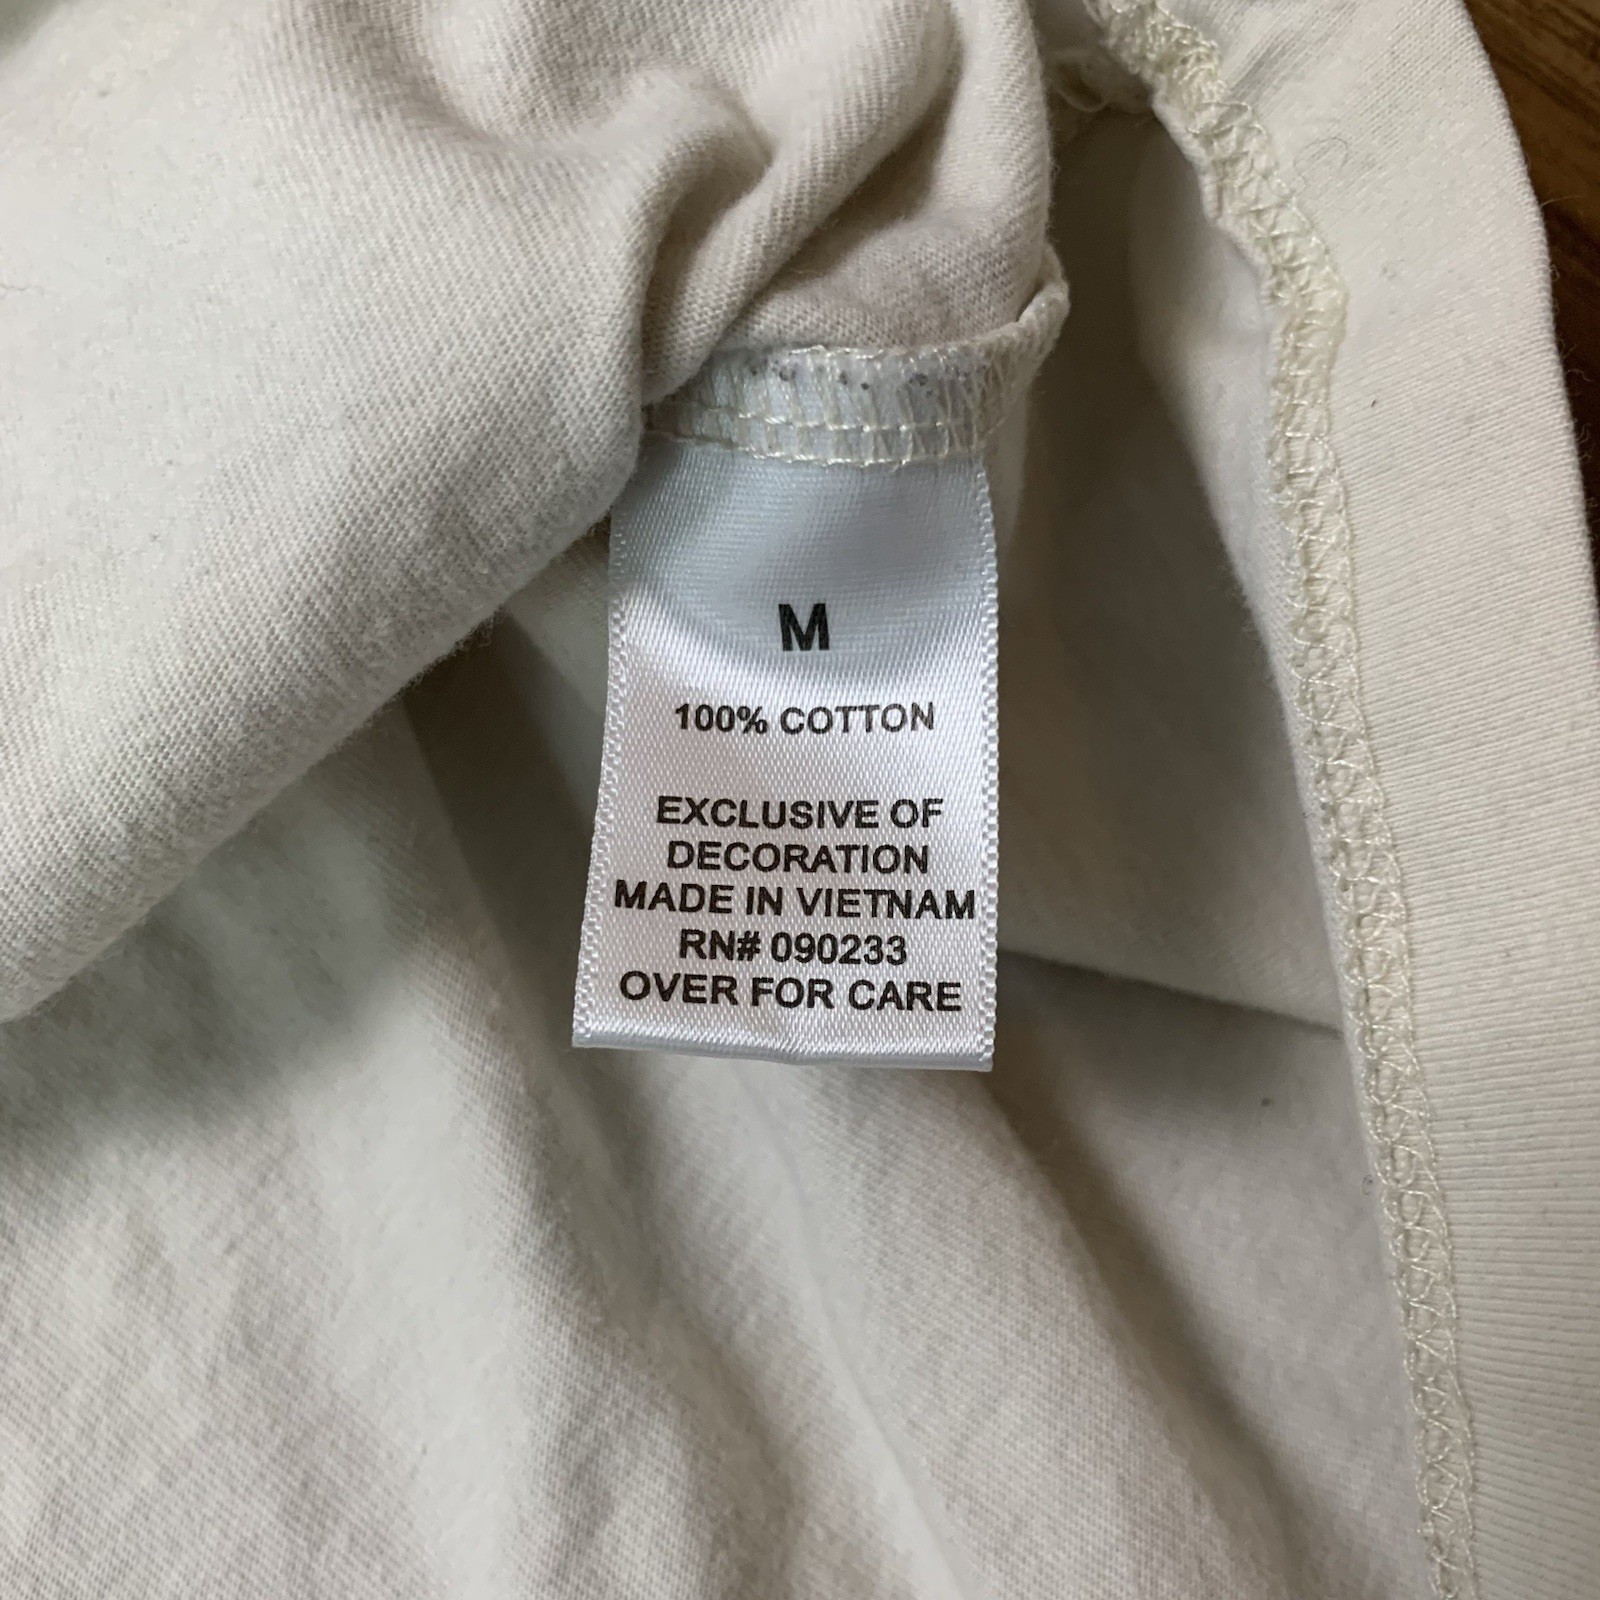 M
100% COTTON
EXCLUSIVE OF
DECORATION
MADE IN VIETNAM
RN# 090233
OVER FOR CARE